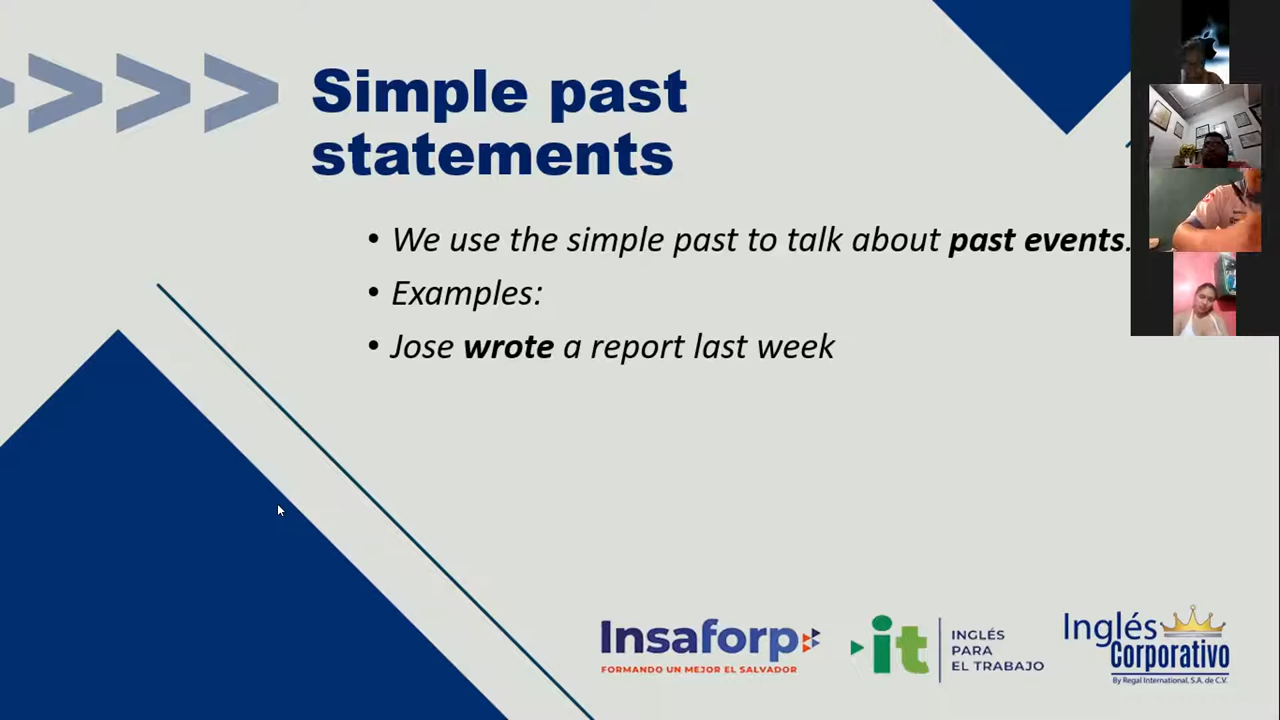 Simple past
statements
• We use the simple past to talk about past events.
• Examples:
• Jose wrote a report last week
Insaforp
FORMANDO UN MEJOR EL SALVADOR
it
INGLÉS
PARA
EL TRABAJO
Inglés
Corporativo
By Regal International, S.A. de C.V.